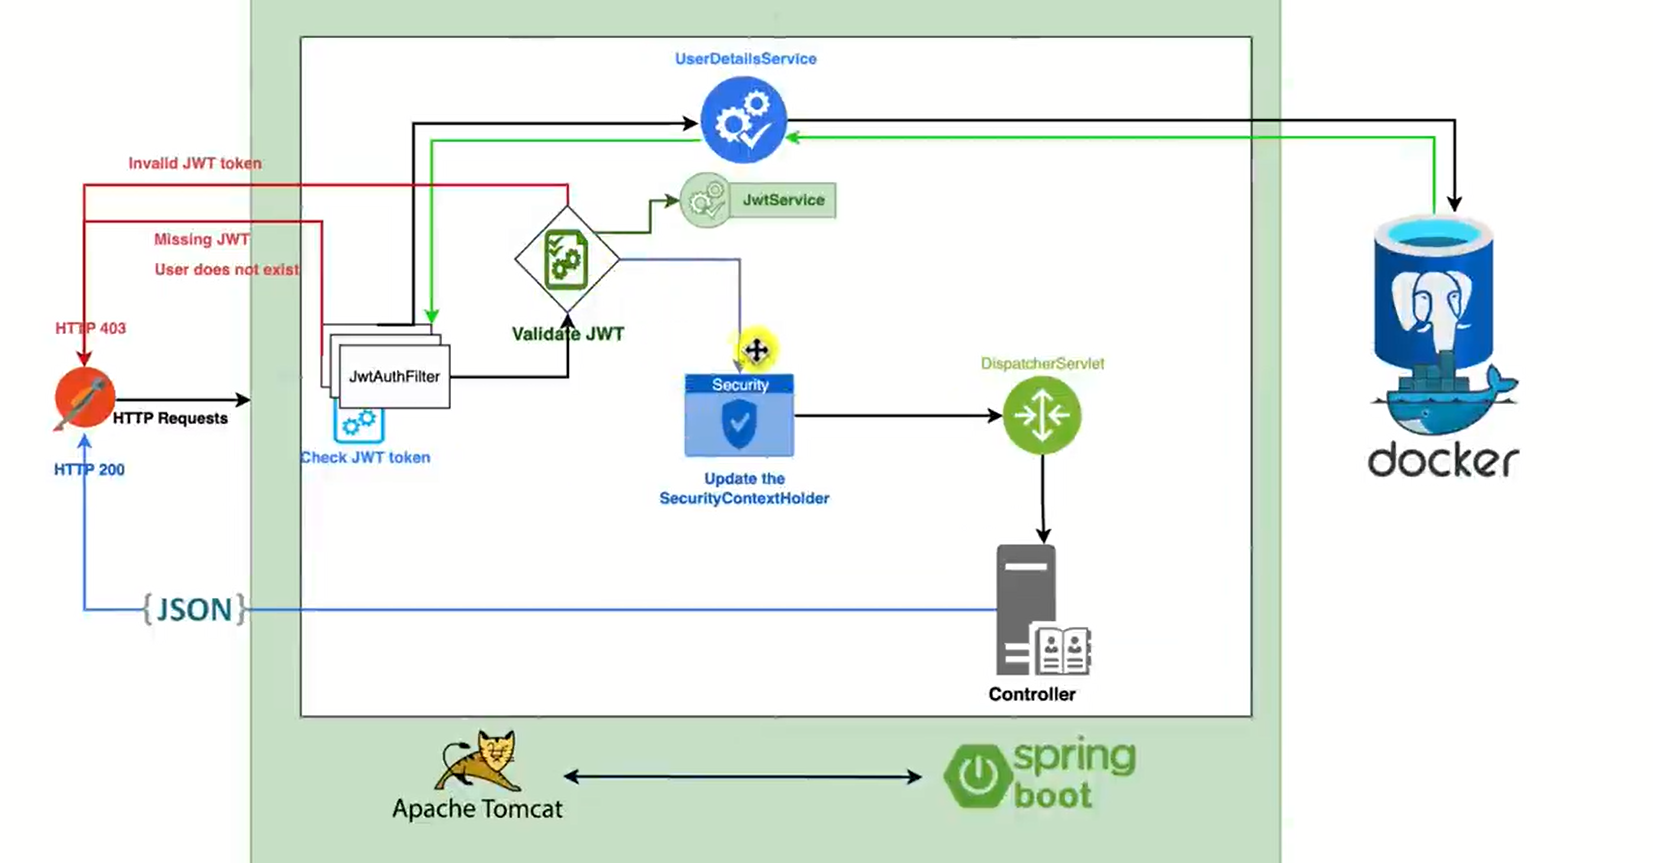 UserDetailsService
Invalid JWT token
JwtService
Missing JWT
User does not exist
HTTP 403
Validate JWT
DispatcherServlet
JwtAuthFilter
Security
HTTP Requests
Check JWT token
HTTP 200
Update the
SecurityContextHolder
docker
{JSON}
Controller
Apache Tomcat
spring
boot